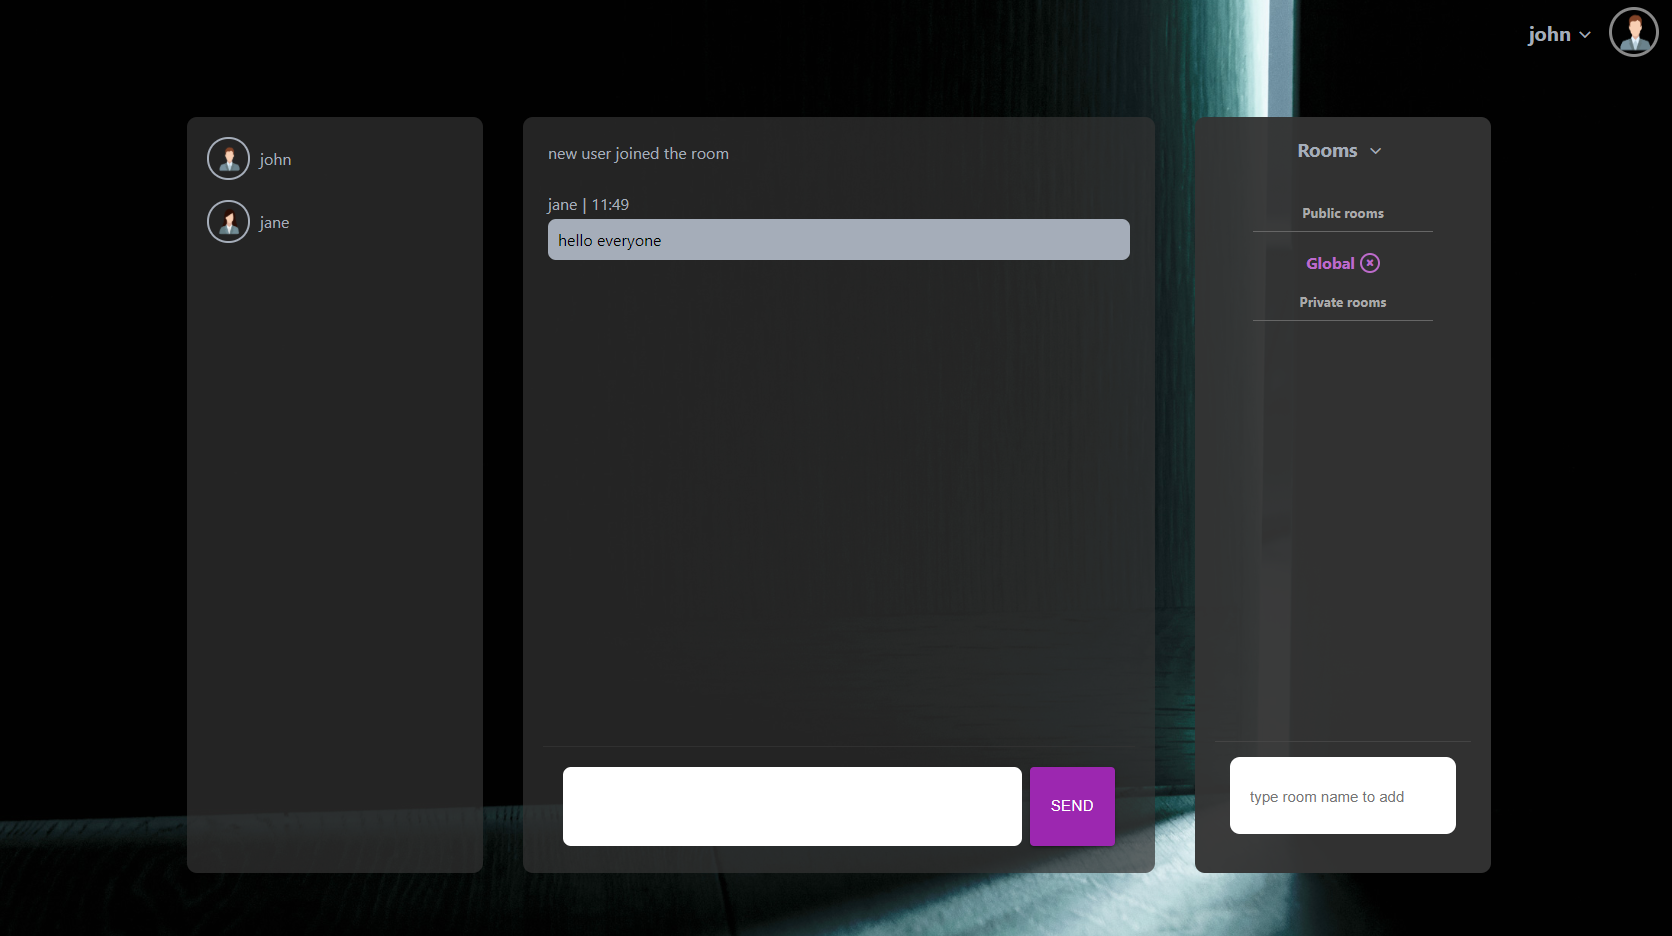 john
john
jane
new user joined the room
jane | 11:49
hello everyone
SEND
Rooms
Public rooms
Global
Private rooms
type room name to add